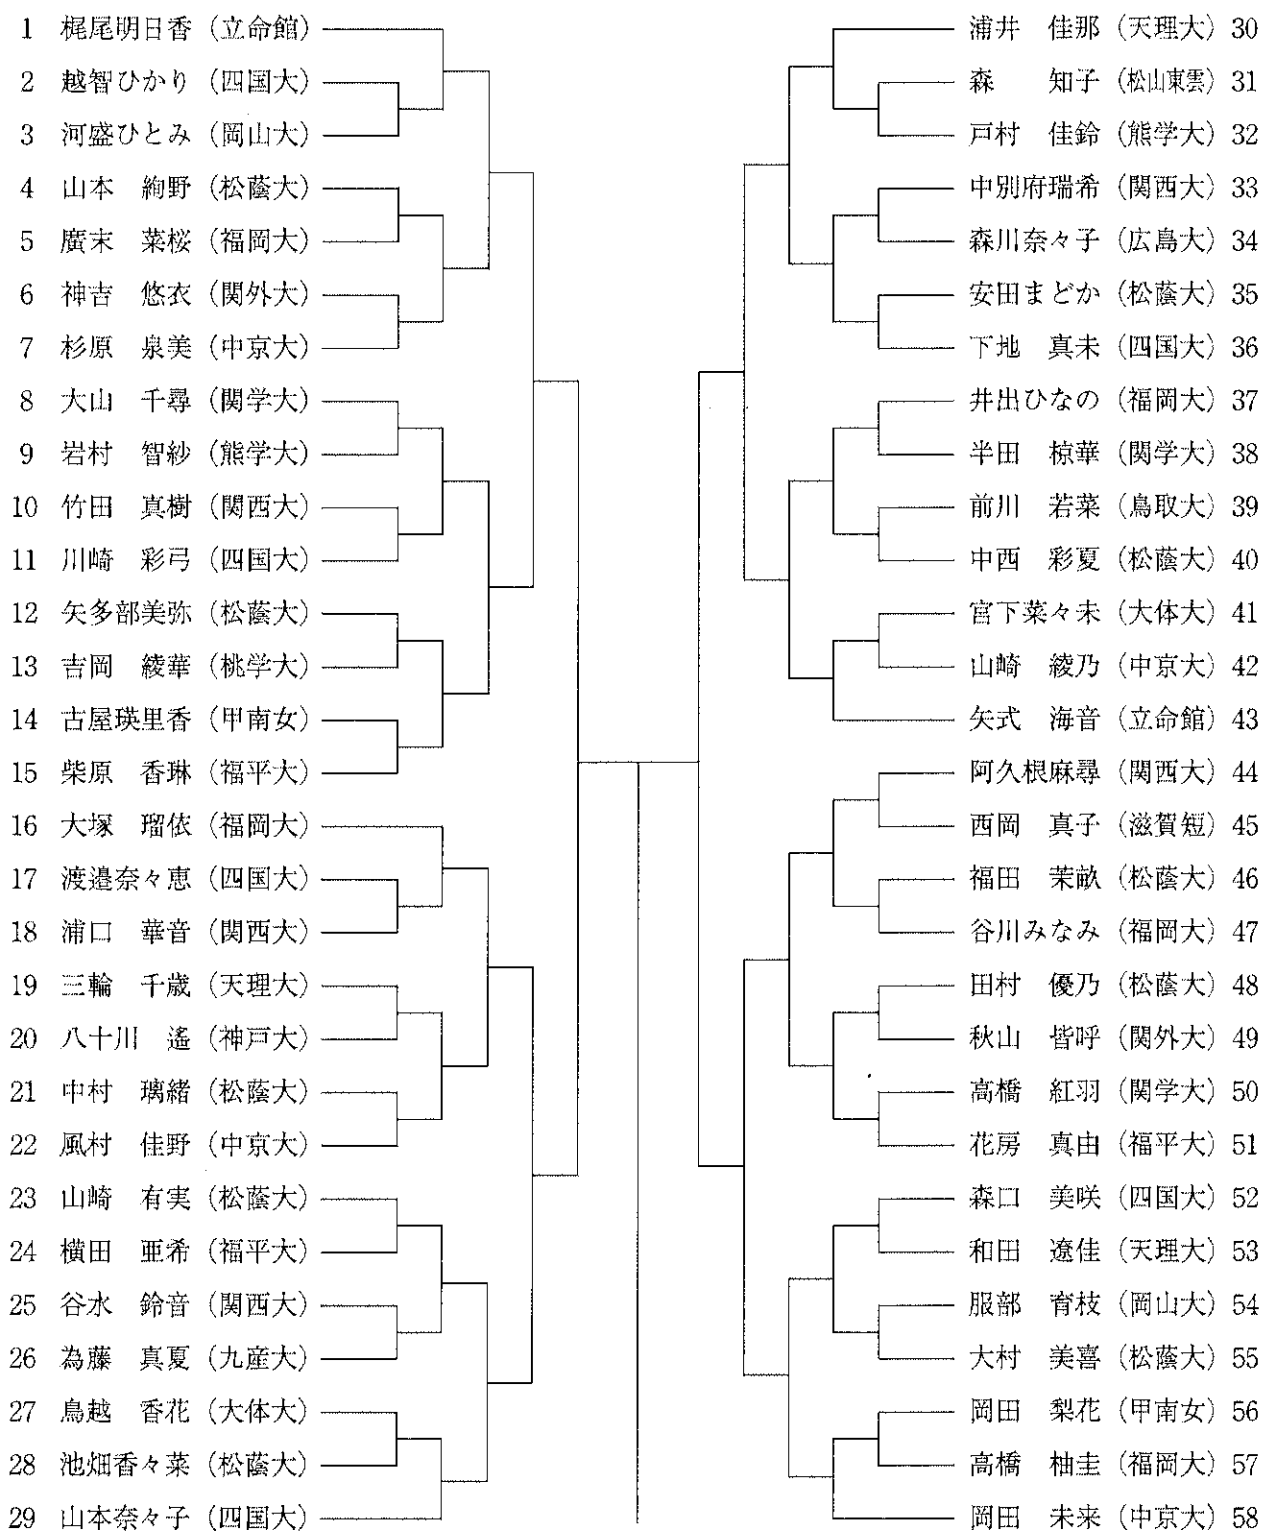 1 梶尾明日香 (立命館)
2 越智ひかり (四国大)
3 河盛ひとみ (岡山大)
4 山本 絢野 (松蔭大)
5 廣末 菜桜 (福岡大)
6 神吉 悠衣 (関外大)
7 杉原 泉美 (中京大)
8 大山 千尋 (関学大)
9 岩村 智紗 (熊学大)
10 竹田 真樹 (関西大)
11 川崎 彩弓 (四国大)
12 矢多部美弥 (松蔭大)
13 吉岡 綾華 (桃学大)
14 古屋瑛里香 (甲南女)
15 柴原 香琳 (福平大)
16 大塚 瑠依 (福岡大)
17 渡邉奈々恵 (四国大)
18 浦口 華音 (関西大)
19 三輪 千歳 (天理大)
20 八十川 遙 (神戸大)
21 中村 璃緒 (松蔭大)
22 風村 佳野 (中京大)
23 山崎 有実 (松蔭大)
24 横田 亜希 (福平大)
25 谷水 鈴音 (関西大)
26 為藤 真夏 (九産大)
27 鳥越 香花 (大体大)
28 池畑香々菜 (松蔭大)
29 山本奈々子 (四国大)
浦井 佳那 (天理大) 30
森 知子 (松山東雲) 31
戸村 佳鈴 (熊学大) 32
中別府瑞希 (関西大) 33
森川奈々子 (広島大) 34
安田まどか (松蔭大) 35
下地 真未 (四国大) 36
井出ひなの (福岡大) 37
半田 椋華 (関学大) 38
前川 若菜 (鳥取大) 39
中西 彩夏 (松蔭大) 40
宮下菜々未 (大体大) 41
山崎 綾乃 (中京大) 42
矢式 海音 (立命館) 43
阿久根麻尋 (関西大) 44
西岡 真子 (滋賀短) 45
福田 茉畝 (松蔭大) 46
谷川みなみ (福岡大) 47
田村 優乃 (松蔭大) 48
秋山 皆呼 (関外大) 49
高橋 紅羽 (関学大) 50
花房 真由 (福平大) 51
森口 美咲 (四国大) 52
和田 遼佳 (天理大) 53
服部 育枝 (岡山大) 54
大村 美喜 (松蔭大) 55
岡田 梨花 (甲南女) 56
高橋 柚圭 (福岡大) 57
岡田 未来 (中京大) 58